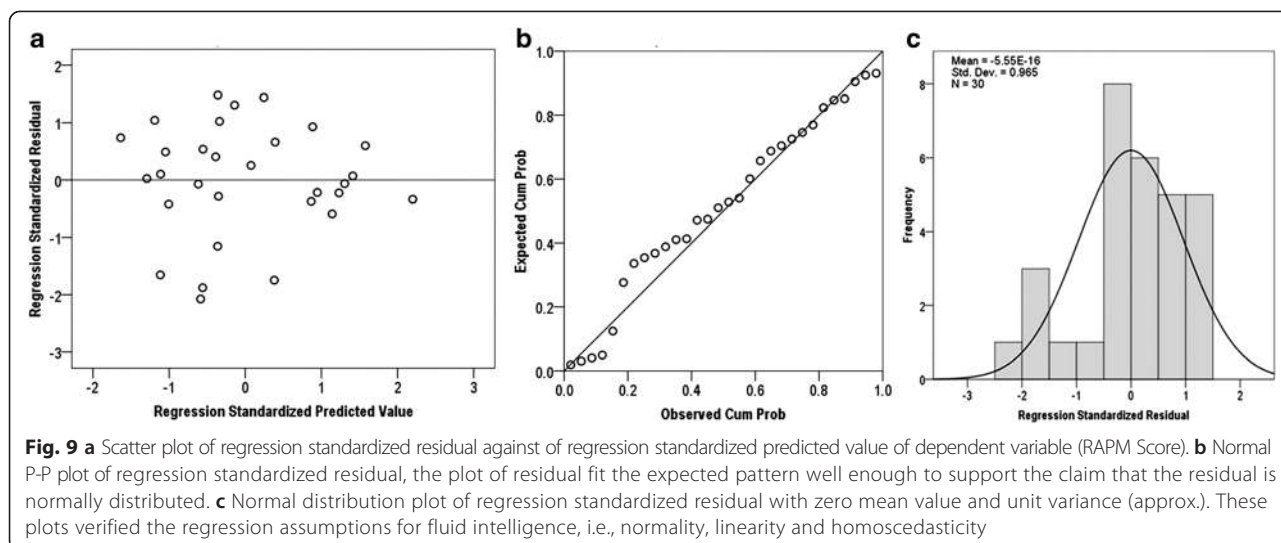 a
2
1
0
-1
-2
-3
Regression Standardized Residual
-2 -1 0 1 2 3
Regression Standardized Predicted Value
b
1.0
0.8
0.6
0.4
0.2
0.0
Expected Cum Prob
0.0 0.2 0.4 0.6 0.8 1.0
Observed Cum Prob
c
Mean = -5.55E-16
Std. Dev. = 0.965
N = 30
8
6
4
2
0
Frequency
-3 -2 -1 0 1 2
Regression Standardized Residual
Fig. 9 a Scatter plot of regression standardized residual against of regression standardized predicted value of dependent variable (RAPM Score). b Normal
P-P plot of regression standardized residual, the plot of residual fit the expected pattern well enough to support the claim that the residual is
normally distributed. c Normal distribution plot of regression standardized residual with zero mean value and unit variance (approx.). These
plots verified the regression assumptions for fluid intelligence, i.e., normality, linearity and homoscedasticity